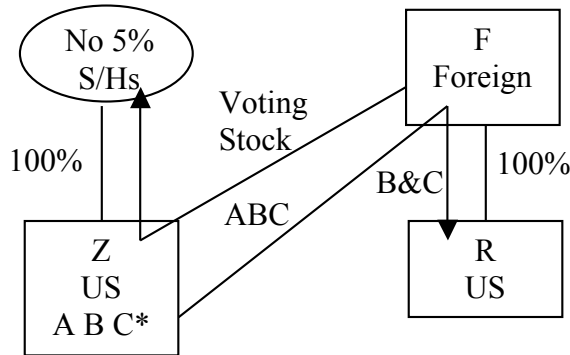 No 5%
S/Hs
F
Foreign
Voting
Stock
100%
B&C
100%
ABC
Z
US
A B C*
R
US